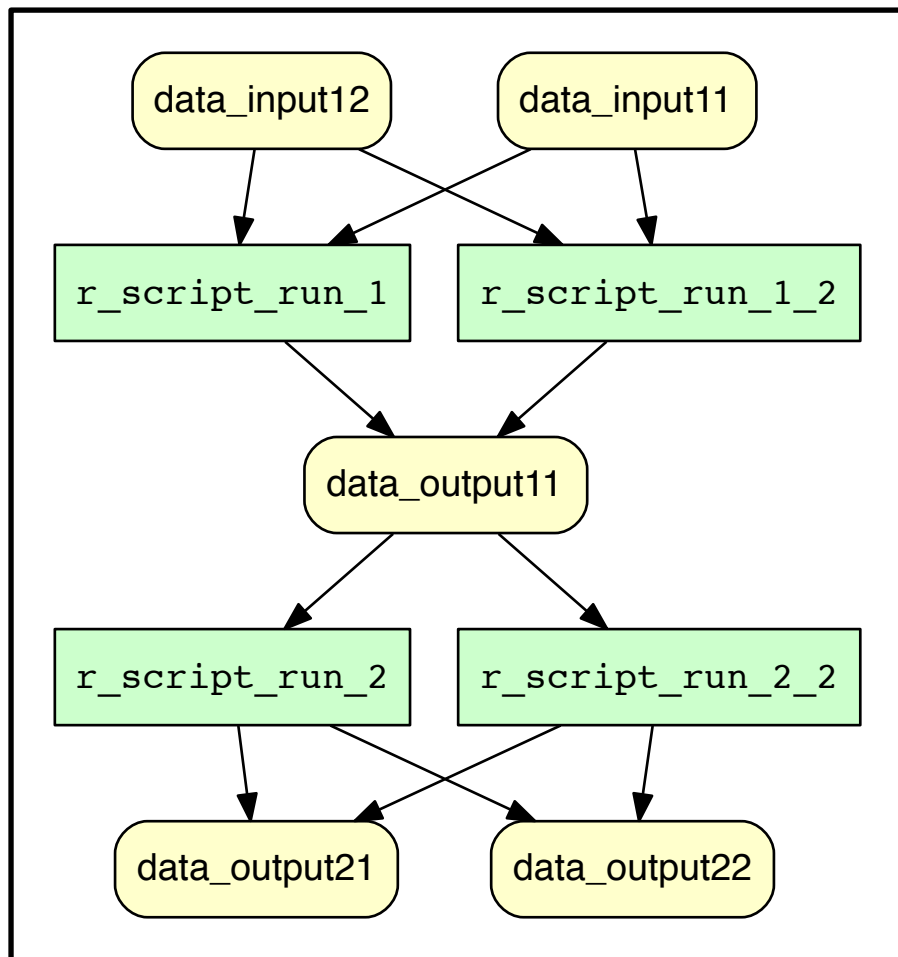 data_input12
data_input11
r_script_run_1
r_script_run_1_2
data_output11
r_script_run_2
r_script_run_2_2
data_output21
data_output22